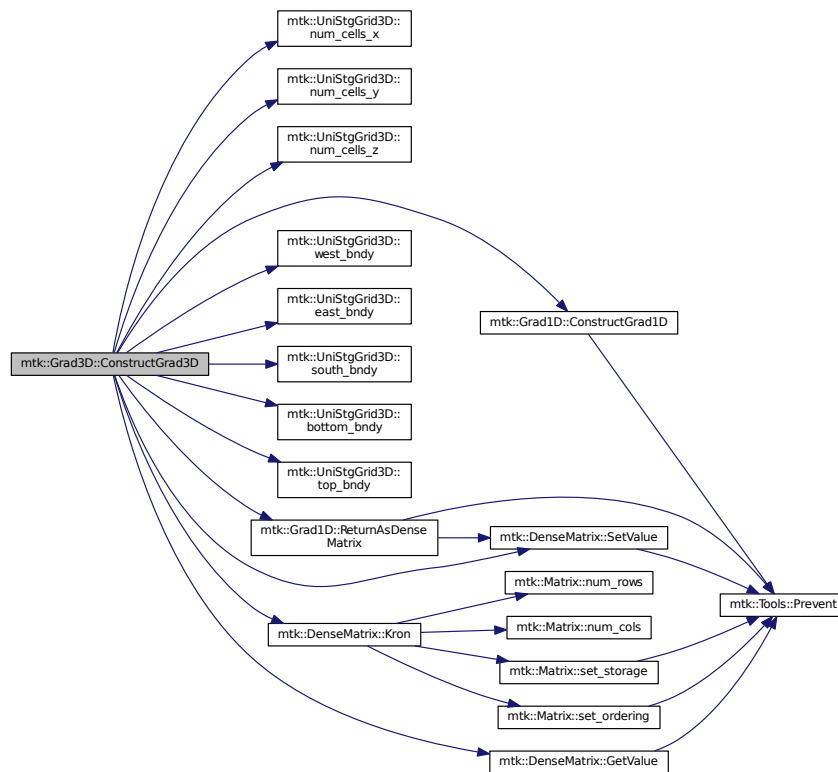 mtk::UniStgGrid3D::
num_cells_x
mtk::UniStgGrid3D::
num_cells_y
mtk::UniStgGrid3D::
num_cells_z
mtk::UniStgGrid3D::
west_bndy
mtk::UniStgGrid3D::
east_bndy
mtk::Grad1D::ConstructGrad1D
mtk::Grad3D::ConstructGrad3D
mtk::UniStgGrid3D::
south_bndy
mtk::UniStgGrid3D::
bottom_bndy
mtk::UniStgGrid3D::
top_bndy
mtk::Grad1D::ReturnAsDense
Matrix
mtk::DenseMatrix::SetValue
mtk::Matrix::num_rows
mtk::Tools::Prevent
mtk::DenseMatrix::Kron
mtk::Matrix::num_cols
mtk::Matrix::set_storage
mtk::Matrix::set_ordering
mtk::DenseMatrix::GetValue